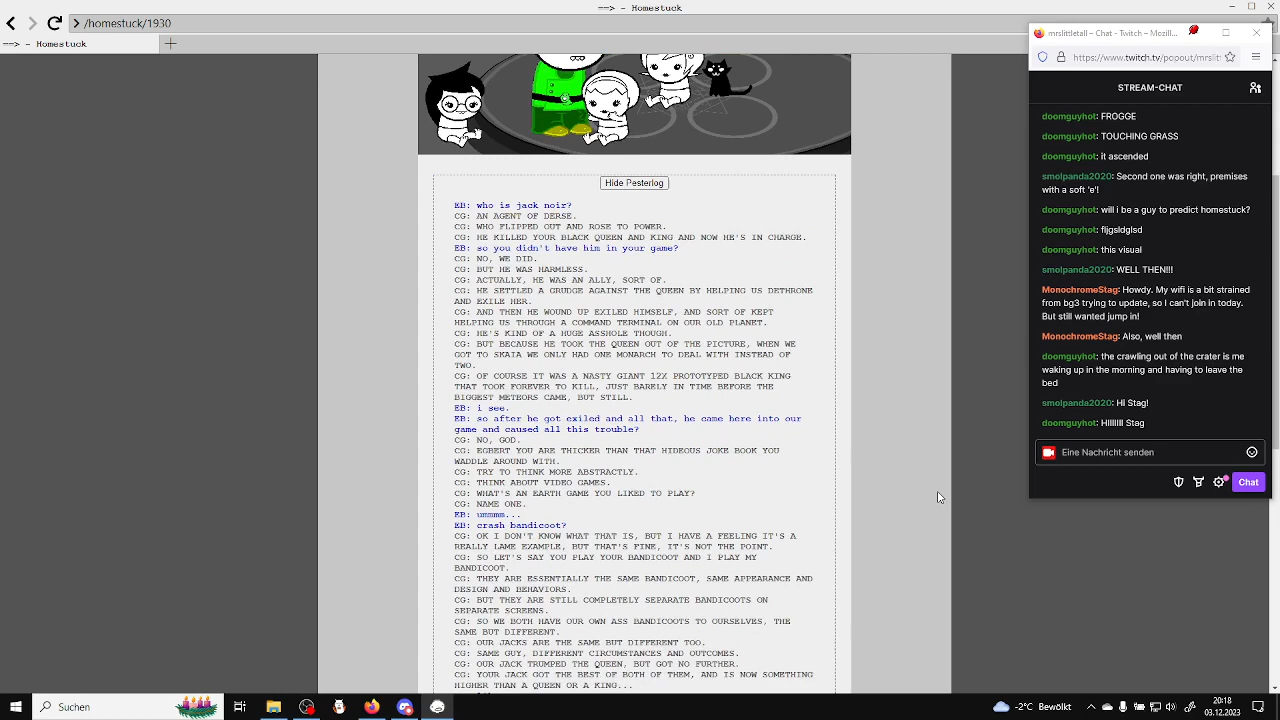 ==> - Homestuck
/homestuck/1930
==> - Homestuck
Hide Pesterlog
EB: who is jack noir?
CG: AN AGENT OF DERSE.
CG: WHO FLIPPED OUT AND ROSE TO POWER.
CG: HE KILLED YOUR BLACK QUEEN AND KING AND NOW HE'S IN CHARGE.
EB: so you didn't have him in your game?
CG: NO, WE DID.
CG: BUT HE WAS HARMLESS.
CG: ACTUALLY, HE WAS AN ALLY, SORT OF.
CG: HE SETTLED A GRUDGE AGAINST THE QUEEN BY HELPING US DETHRONE
AND EXILE HER.
CG: AND THEN HE WOUND UP EXILED HIMSELF, AND SORT OF KEPT
HELPING US THROUGH A COMMAND TERMINAL ON OUR OLD PLANET.
CG: HE'S KIND OF A HUGE ASSHOLE THOUGH.
CG: BUT BECAUSE HE TOOK THE QUEEN OUT OF THE PICTURE, WHEN WE
GOT TO SKAIA WE ONLY HAD ONE MONARCH TO DEAL WITH INSTEAD OF
TWO.
CG: OF COURSE IT WAS A NASTY GIANT 12X PROTOTYPED BLACK KING
THAT TOOK FOREVER TO KILL, JUST BARELY IN TIME BEFORE THE
BIGGEST METEORS CAME, BUT STILL.
EB: i see.
EB: so after he got exiled and all that, he came here into our
game and caused all this trouble?
CG: NO, GOD.
CG: EGBERT YOU ARE THICKER THAN THAT HIDEOUS JOKE BOOK YOU
WADDLE AROUND WITH.
CG: TRY TO THINK MORE ABSTRACTLY.
CG: THINK ABOUT VIDEO GAMES.
CG: WHAT'S AN EARTH GAME YOU LIKED TO PLAY?
CG: NAME ONE.
EB: ummmm...
EB: crash bandicoot?
CG: OK I DON'T KNOW WHAT THAT IS, BUT I HAVE A FEELING IT'S A
REALLY LAME EXAMPLE, BUT THAT'S FINE, IT'S NOT THE POINT.
CG: SO LET'S SAY YOU PLAY YOUR BANDICOOT AND I PLAY MY
BANDICOOT.
CG: THEY ARE ESSENTIALLY THE SAME BANDICOOT, SAME APPEARANCE AND
DESIGN AND BEHAVIORS.
CG: BUT THEY ARE STILL COMPLETELY SEPARATE BANDICOOTS ON
SEPARATE SCREENS.
CG: SO WE BOTH HAVE OUR OWN ASS BANDICOOTS TO OURSELVES, THE
SAME BUT DIFFERENT.
CG: OUR JACKS ARE THE SAME BUT DIFFERENT TOO.
CG: SAME GUY, DIFFERENT CIRCUMSTANCES AND OUTCOMES.
CG: OUR JACK TRUMPED THE QUEEN, BUT GOT NO FURTHER.
CG: YOUR JACK GOT THE BEST OF BOTH OF THEM, AND IS NOW SOMETHING
HIGHER THAN A QUEEN OR A KING...
mrslittletall – Chat – Twitch – Mozill...
https://www.twitch.tv/popout/mrslitt
STREAM-CHAT
doomguyhot: FROGGE
doomguyhot: TOUCHING GRASS
doomguyhot: it ascended
smolpanda2020: Second one was right, premises
with a soft 'e'!
doomguyhot: will i be a guy to predict homestuck?
doomguyhot: fjgsldglsd
doomguyhot: this visual
smolpanda2020: WELL THEN!!!
MonochromeStag: Howdy. My wifi is a bit strained
from bg3 trying to update, so I can't join in today.
But still wanted jump in!
MonochromeStag: Also, well then
doomguyhot: the crawling out of the crater is me
waking up in the morning and having to leave the
bed
smolpanda2020: Hi Stag!
doomguyhot: HIIIIIII Stag
Eine Nachricht senden
Chat
Suchen
-2°C Bewölkt
20:18
03.12.2023